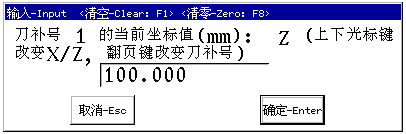 输入-Input <清空-Clear: F1> <清零-Zero: F8>
刀补号 1 的当前坐标值(mm): Z (上下光标键
改变X/Z, 翻页键改变刀补号)
100.000
取消-Esc 确定-Enter